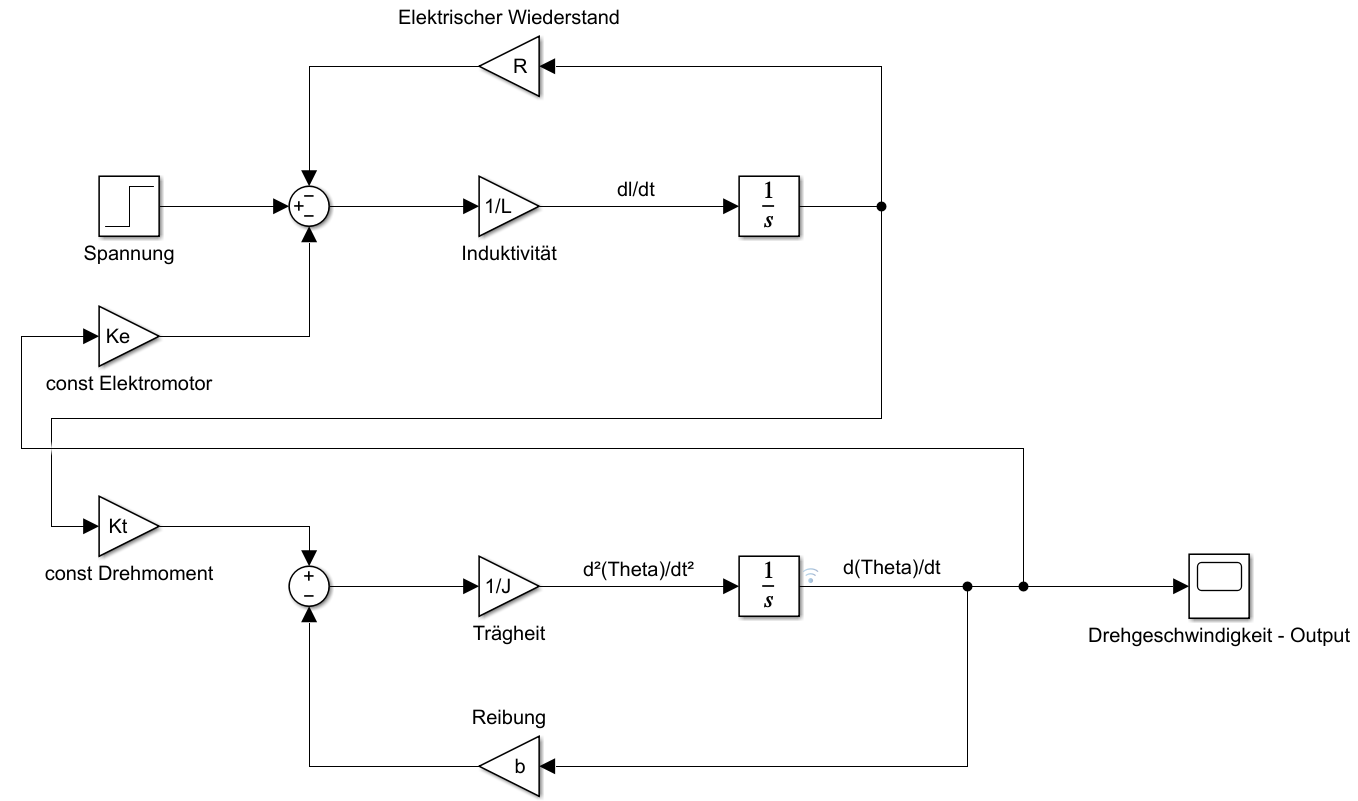 Elektrischer Wiederstand
R
Spannung
+
−
−
1/L
Induktivität
dI/dt
1
s
Ke
const Elektromotor
Kt
const Drehmoment
+
−
1/J
Trägheit
d²(Theta)/dt²
1
s
d(Theta)/dt
Drehgeschwindigkeit - Output
Reibung
b